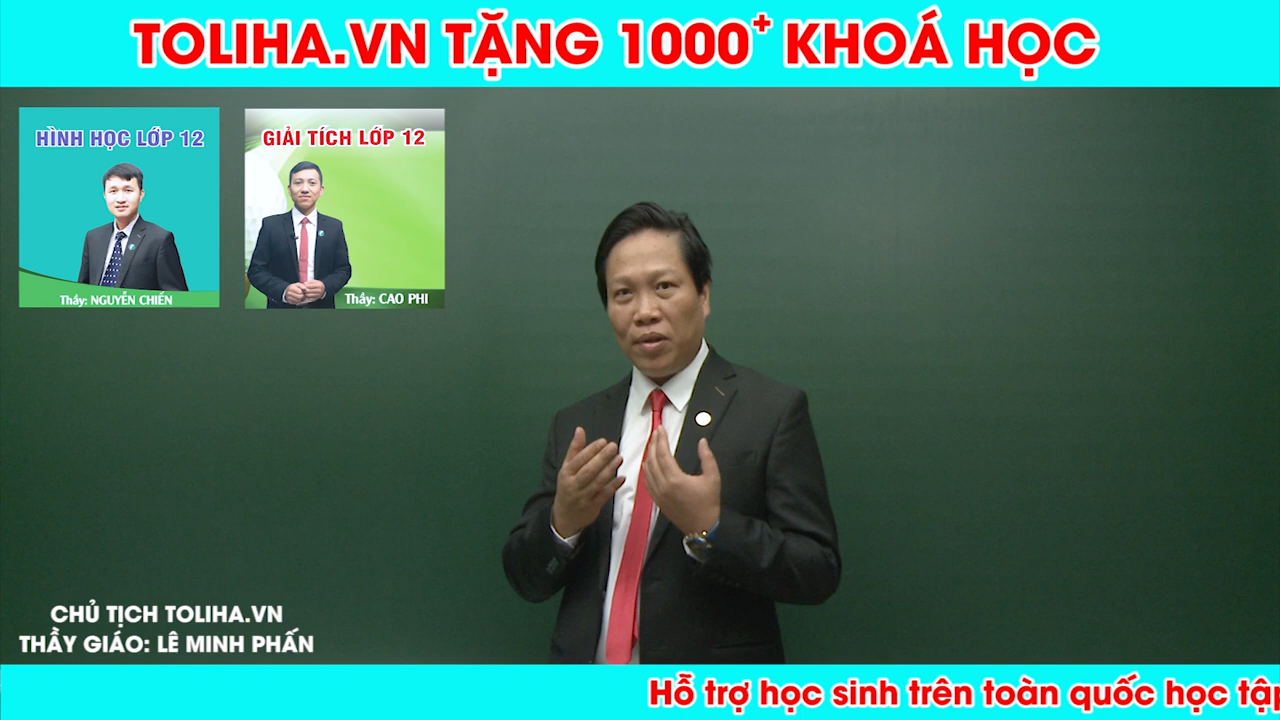 TOLIHA.VN TẶNG 1000+ KHOÁ HỌC
HÌNH HỌC LỚP 12
Thầy: NGUYỄN CHIẾN
GIẢI TÍCH LỚP 12
Thầy: CAO PHI
CHỦ TỊCH TOLIHA.VN
THẦY GIÁO: LÊ MINH PHẤN
Hỗ trợ học sinh trên toàn quốc học tập